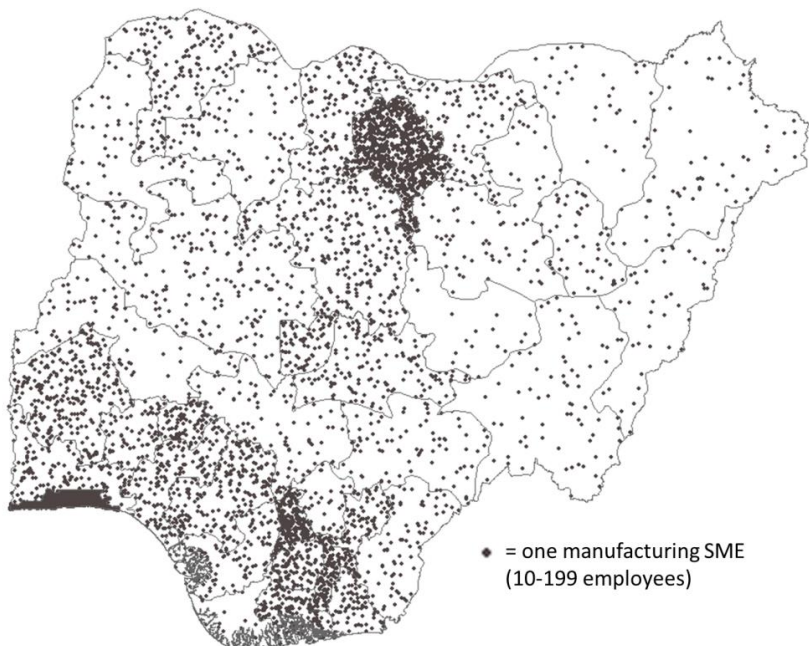 = one manufacturing SME
(10-199 employees)